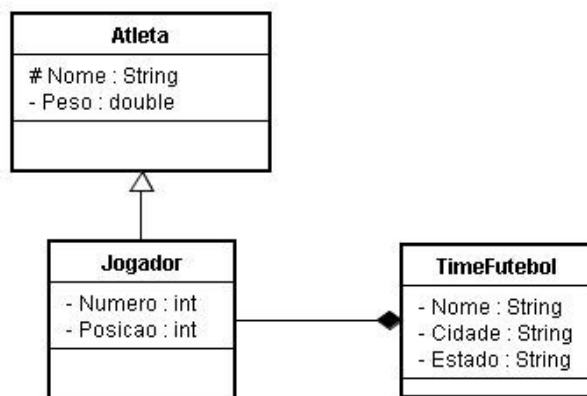 Atleta
# Nome : String
- Peso : double
Jogador
- Numero : int
- Posicao : int
TimeFutebol
- Nome : String
- Cidade : String
- Estado : String